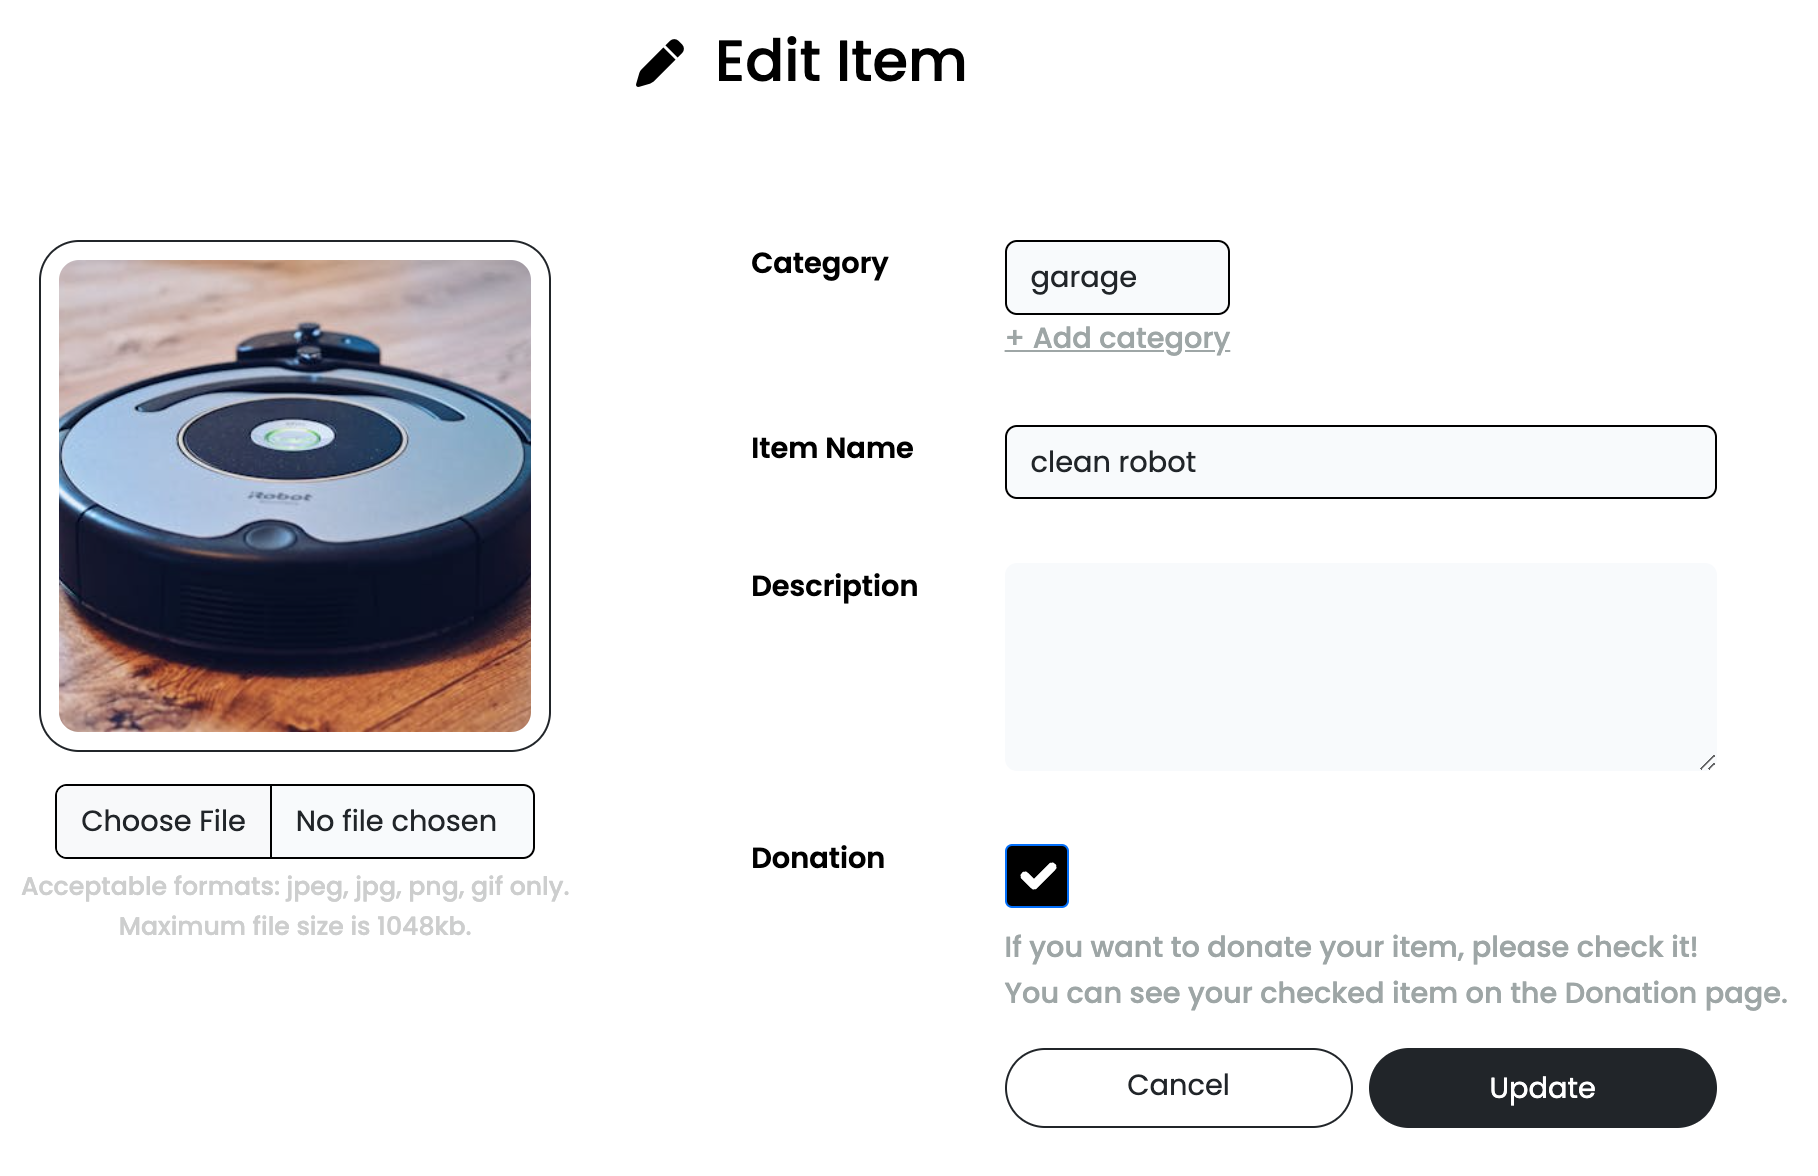 Edit Item
Category
garage
+ Add category
Item Name
clean robot
Description
iRobot
Choose File
No file chosen
Acceptable formats: jpeg, jpg, png, gif only.
Maximum file size is 1048kb.
Donation
If you want to donate your item, please check it!
You can see your checked item on the Donation page.
Cancel
Update